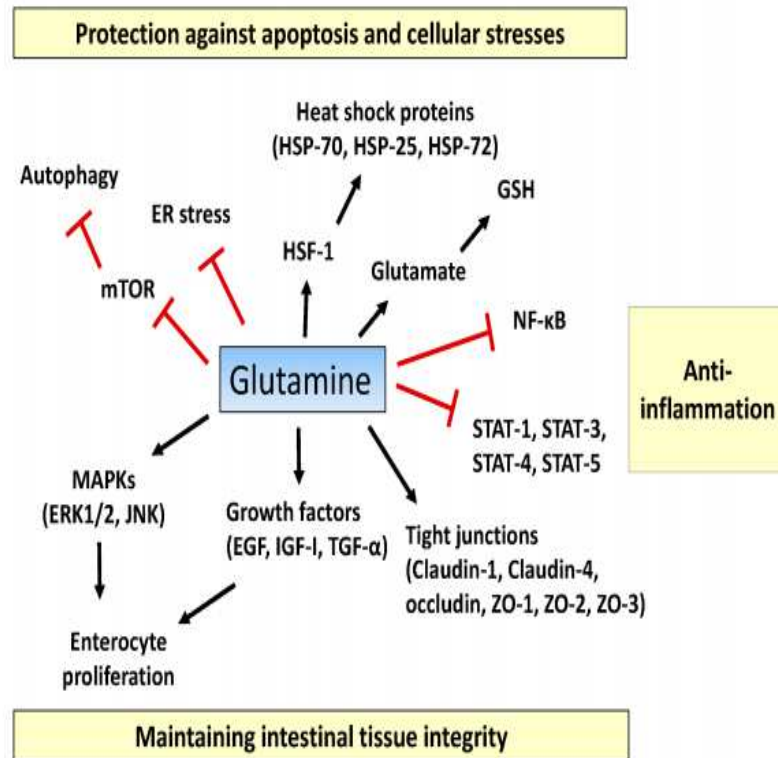 Protection against apoptosis and cellular stresses
Heat shock proteins
(HSP-70, HSP-25, HSP-72)
Autophagy
GSH
ER stress
HSF-1
Glutamate
mTOR
NF-κB
Glutamine
Anti-
inflammation
STAT-1, STAT-3,
STAT-4, STAT-5
MAPKs
(ERK1/2, JNK)
Growth factors
(EGF, IGF-I, TGF-α)
Tight junctions
(Claudin-1, Claudin-4,
occludin, ZO-1, ZO-2, ZO-3)
Enterocyte
proliferation
Maintaining intestinal tissue integrity